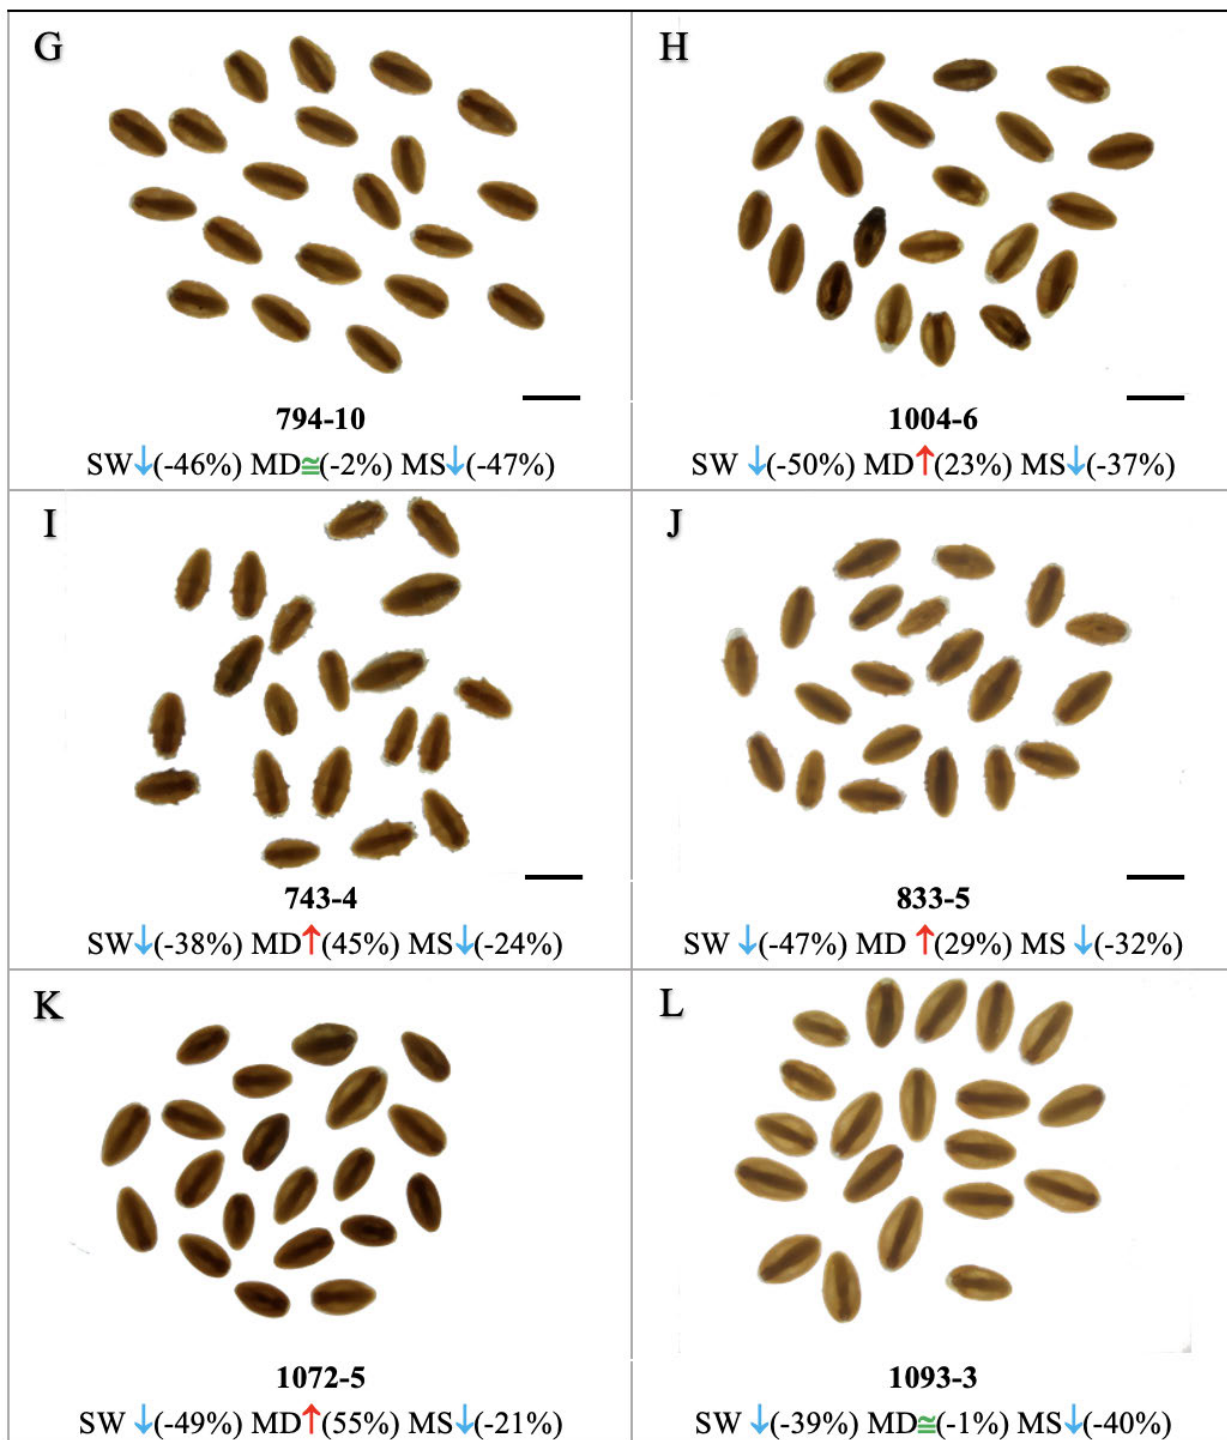 G
H
794-10
SW↓(-46%) MD≅(-2%) MS↓(-47%)
1004-6
SW ↓(-50%) MD↑(23%) MS↓(-37%)
I
J
743-4
SW↓(-38%) MD↑(45%) MS↓(-24%)
833-5
SW ↓(-47%) MD ↑(29%) MS ↓(-32%)
K
L
1072-5
SW ↓(-49%) MD↑(55%) MS↓(-21%)
1093-3
SW ↓(-39%) MD≅(-1%) MS↓(-40%)